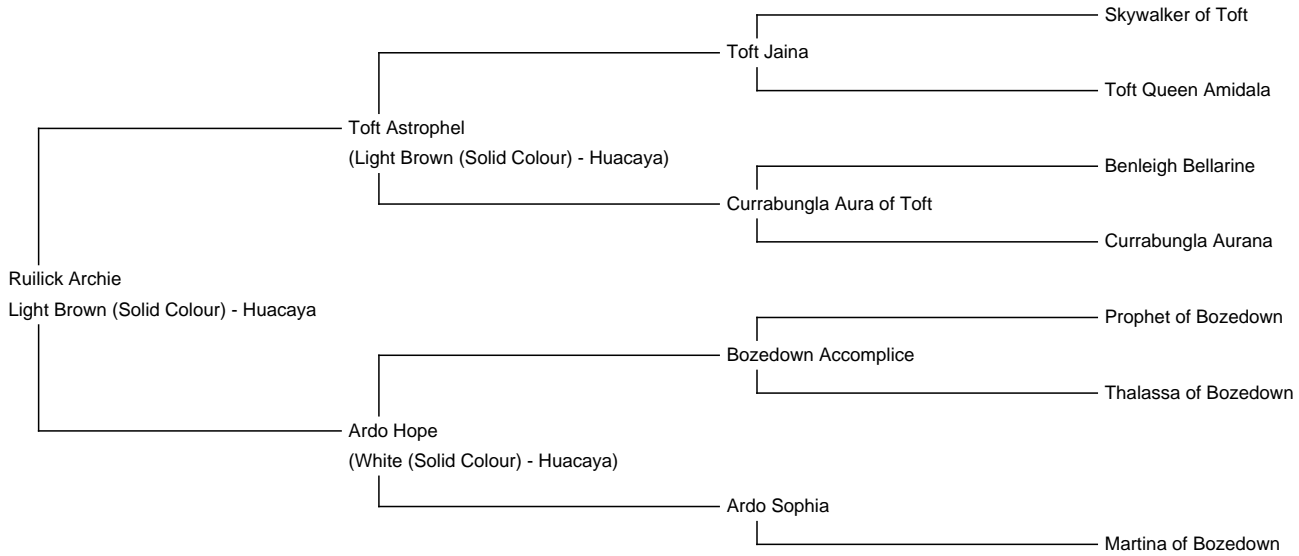 Skywalker of Toft
Toft Jaina
Toft Queen Amidala
Toft Astrophel
(Light Brown (Solid Colour) - Huacaya)
Benleigh Bellarine
Currabungla Aura of Toft
Currabungla Aurana
Ruilick Archie
Light Brown (Solid Colour) - Huacaya
Prophet of Bozedown
Bozedown Accomplice
Thalassa of Bozedown
Ardo Hope
(White (Solid Colour) - Huacaya)
Ardo Sophia
Martina of Bozedown